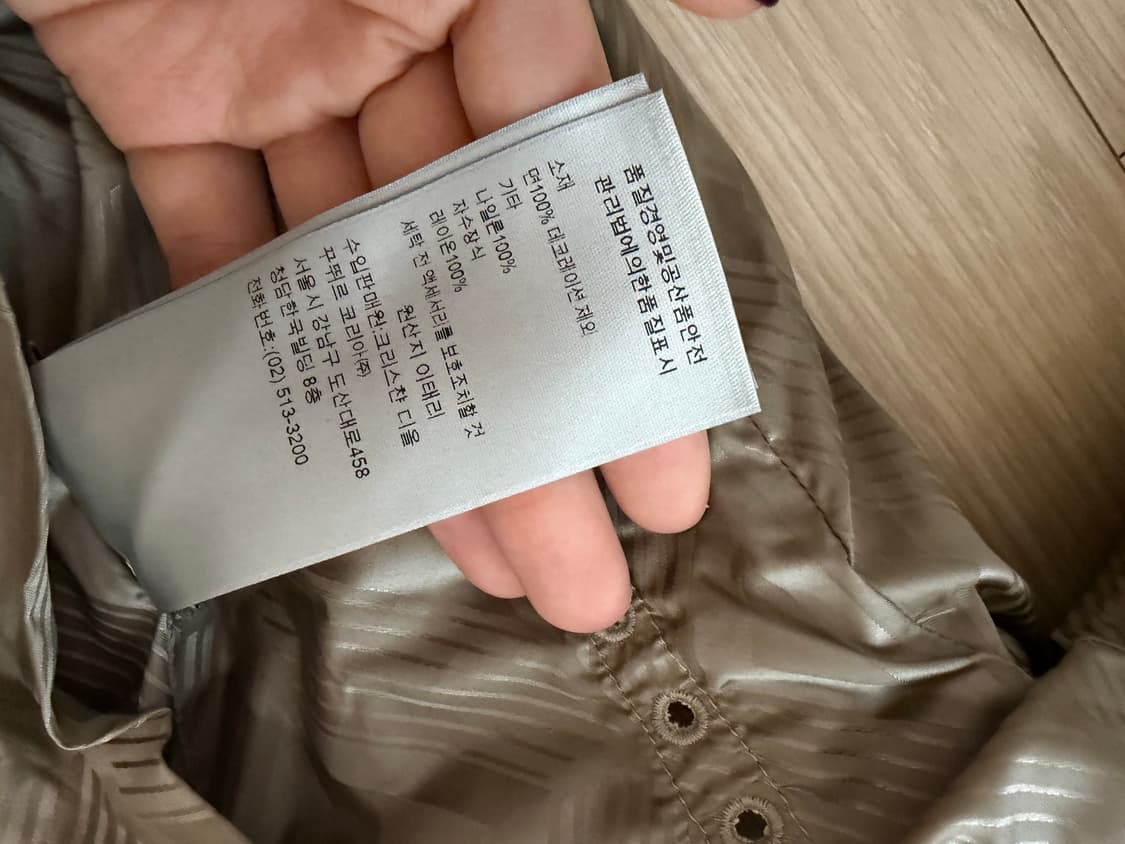 품질경영및공산품안전
관리법에의한품질표시
소재
면100% 데코레이션 제외
기타
나일론100%
자수장식
레이온100%
세탁 전 액세서리를 보호조치할 것
원산지 이태리
수입판매원:크리스챤 디올
꾸뛰르 코리아(주)
서울시 강남구 도산대로458
청담한국빌딩 8층
전화번호:(02) 513-3200